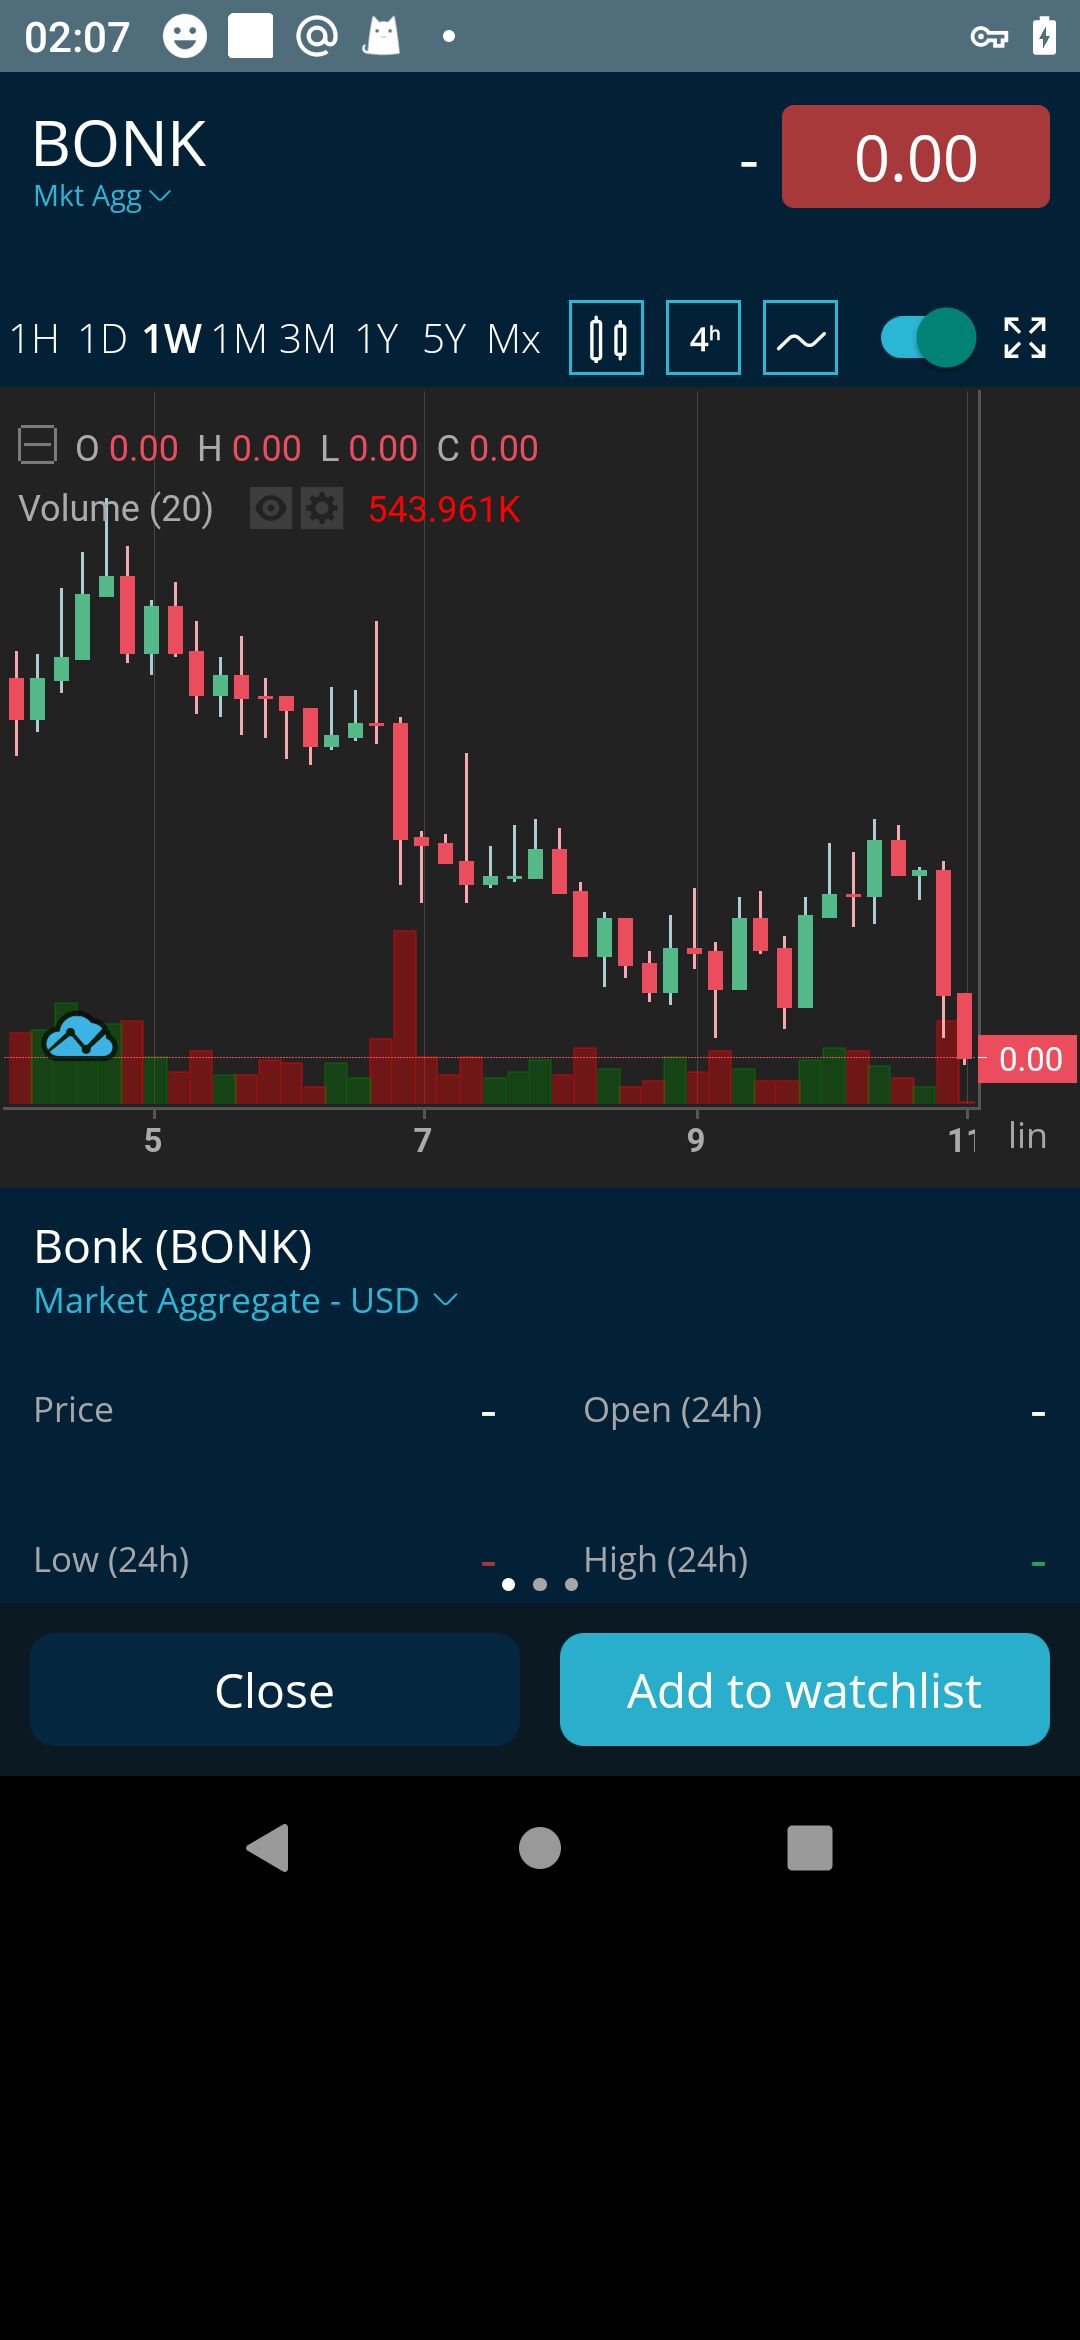 02:07
BONK
Mkt Agg
- 0.00
1H 1D 1W 1M 3M 1Y 5Y Mx 4h
O 0.00 H 0.00 L 0.00 C 0.00
Volume (20) 543.961K
0.00
5 7 9 11 lin
Bonk (BONK)
Market Aggregate - USD
Price - Open (24h) -
Low (24h) - High (24h) -
Close Add to watchlist